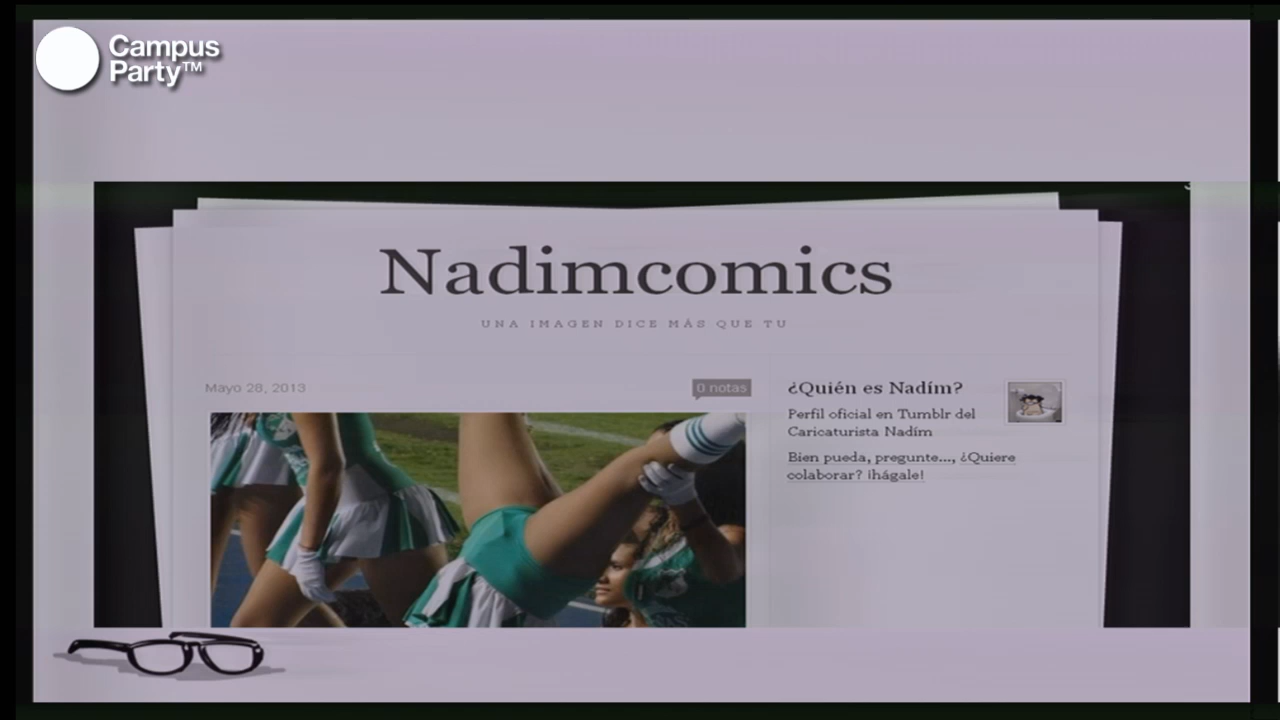 Campus
Party™
Nadimcomics
UNA IMAGEN DICE MÁS QUE TU
Mayo 28, 2013
0 notas
¿Quién es Nadím?
Perfil oficial en Tumblr del
Caricaturista Nadím
Bien pueda, pregunte..., ¿Quiere
colaborar? ¡hágale!